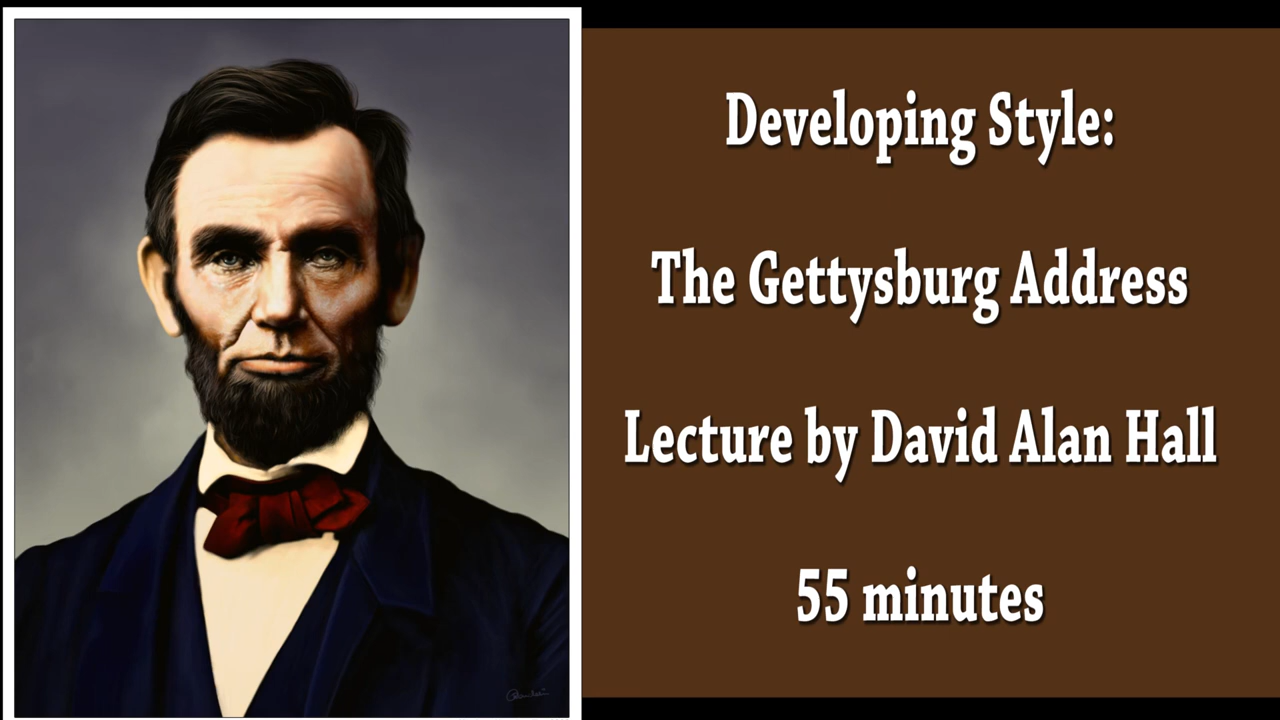 Developing Style:
The Gettysburg Address
Lecture by David Alan Hall
55 minutes